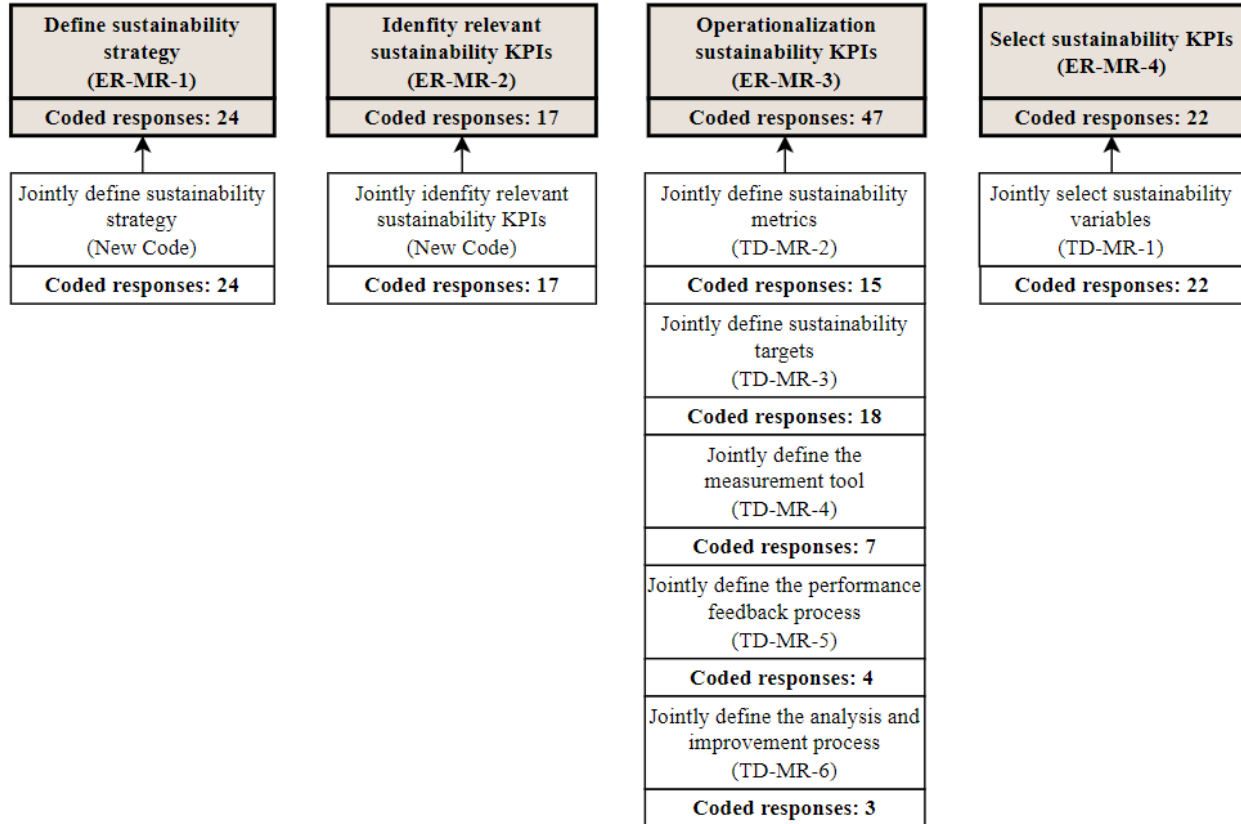 Define sustainability
strategy
(ER-MR-1)
Coded responses: 24
Jointly define sustainability
strategy
(New Code)
Coded responses: 24
Idenfity relevant
sustainability KPIs
(ER-MR-2)
Coded responses: 17
Jointly idenfity relevant
sustainability KPIs
(New Code)
Coded responses: 17
Operationalization
sustainability KPIs
(ER-MR-3)
Coded responses: 47
Jointly define sustainability
metrics
(TD-MR-2)
Coded responses: 15
Jointly define sustainability
targets
(TD-MR-3)
Coded responses: 18
Jointly define the
measurement tool
(TD-MR-4)
Coded responses: 7
Jointly define the performance
feedback process
(TD-MR-5)
Coded responses: 4
Jointly define the analysis and
improvement process
(TD-MR-6)
Coded responses: 3
Select sustainability KPIs
(ER-MR-4)
Coded responses: 22
Jointly select sustainability
variables
(TD-MR-1)
Coded responses: 22